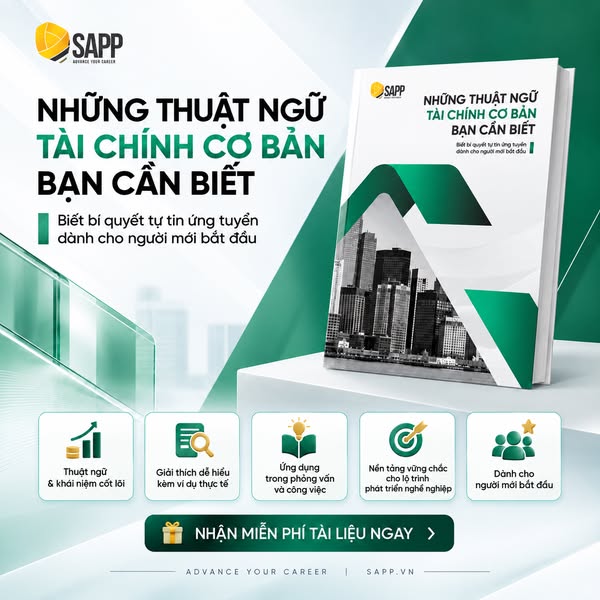 SAPP
ADVANCE YOUR CAREER
NHỮNG THUẬT NGỮ
TÀI CHÍNH CƠ BẢN
BẠN CẦN BIẾT
Biết bí quyết tự tin ứng tuyển
dành cho người mới bắt đầu
SAPP
NHỮNG THUẬT NGỮ
TÀI CHÍNH CƠ BẢN
BẠN CẦN BIẾT
Biết bí quyết tự tin ứng tuyển
dành cho người mới bắt đầu
Thuật ngữ
& khái niệm cốt lõi
Giải thích dễ hiểu
kèm ví dụ thực tế
Ứng dụng
trong phỏng vấn
và công việc
Nền tảng vững chắc
cho lộ trình
phát triển nghề nghiệp
Dành cho
người mới bắt đầu
NHẬN MIỄN PHÍ TÀI LIỆU NGAY
ADVANCE YOUR CAREER | SAPP.VN